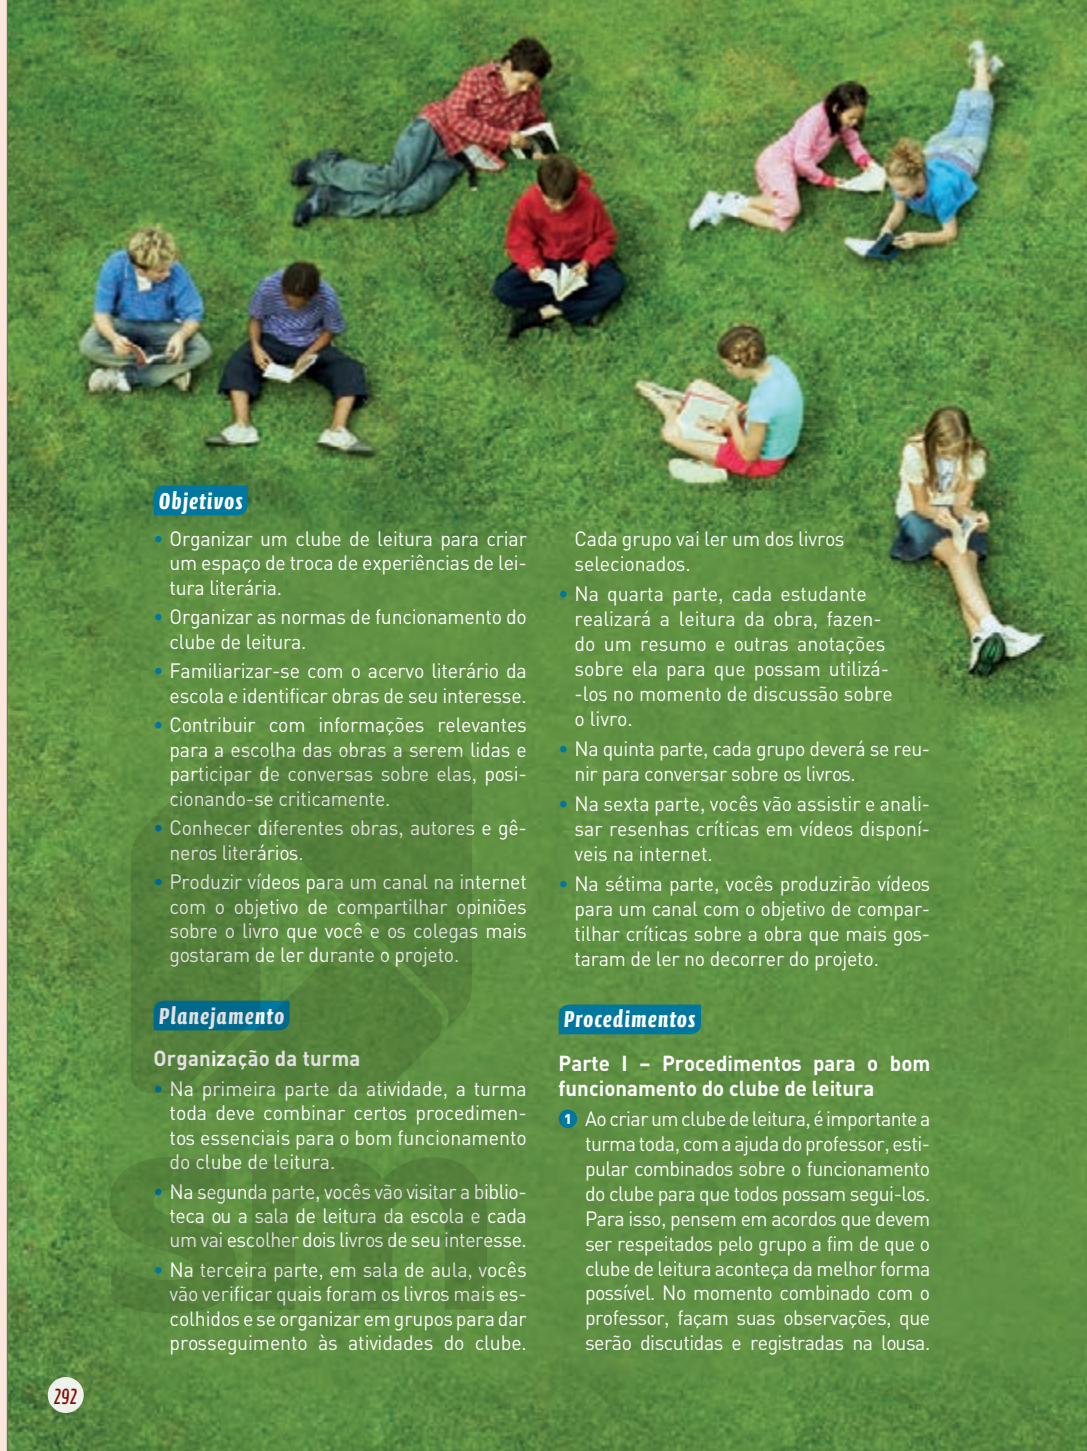 Objetivos
• Organizar um clube de leitura para criar
um espaço de troca de experiências de lei-
tura literária.
• Organizar as normas de funcionamento do
clube de leitura.
• Familiarizar-se com o acervo literário da
escola e identificar obras de seu interesse.
• Contribuir com informações relevantes
para a escolha das obras a serem lidas e
participar de conversas sobre elas, posi-
cionando-se criticamente.
• Conhecer diferentes obras, autores e gê-
neros literários.
• Produzir vídeos para um canal na internet
com o objetivo de compartilhar opiniões
sobre o livro que você e os colegas mais
gostaram de ler durante o projeto.
Planejamento
Organização da turma
• Na primeira parte da atividade, a turma
toda deve combinar certos procedimen-
tos essenciais para o bom funcionamento
do clube de leitura.
• Na segunda parte, vocês vão visitar a biblio-
teca ou a sala de leitura da escola e cada
um vai escolher dois livros de seu interesse.
• Na terceira parte, em sala de aula, vocês
vão verificar quais foram os livros mais es-
colhidos e se organizar em grupos para dar
prosseguimento às atividades do clube.
Cada grupo vai ler um dos livros
selecionados.
• Na quarta parte, cada estudante
realizará a leitura da obra, fazen-
do um resumo e outras anotações
sobre ela para que possam utilizá-
-los no momento de discussão sobre
o livro.
• Na quinta parte, cada grupo deverá se reu-
nir para conversar sobre os livros.
• Na sexta parte, vocês vão assistir e anali-
sar resenhas críticas em vídeos disponí-
veis na internet.
• Na sétima parte, vocês produzirão vídeos
para um canal com o objetivo de compar-
tilhar críticas sobre a obra que mais gos-
taram de ler no decorrer do projeto.
Procedimentos
Parte I – Procedimentos para o bom
funcionamento do clube de leitura
1 Ao criar um clube de leitura, é importante a
turma toda, com a ajuda do professor, esti-
pular combinados sobre o funcionamento
do clube para que todos possam segui-los.
Para isso, pensem em acordos que devem
ser respeitados pelo grupo a fim de que o
clube de leitura aconteça da melhor forma
possível. No momento combinado com o
professor, façam suas observações, que
serão discutidas e registradas na lousa.
sm
292